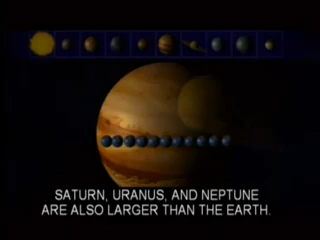 SATURN, URANUS, AND NEPTUNE
ARE ALSO LARGER THAN THE EARTH.